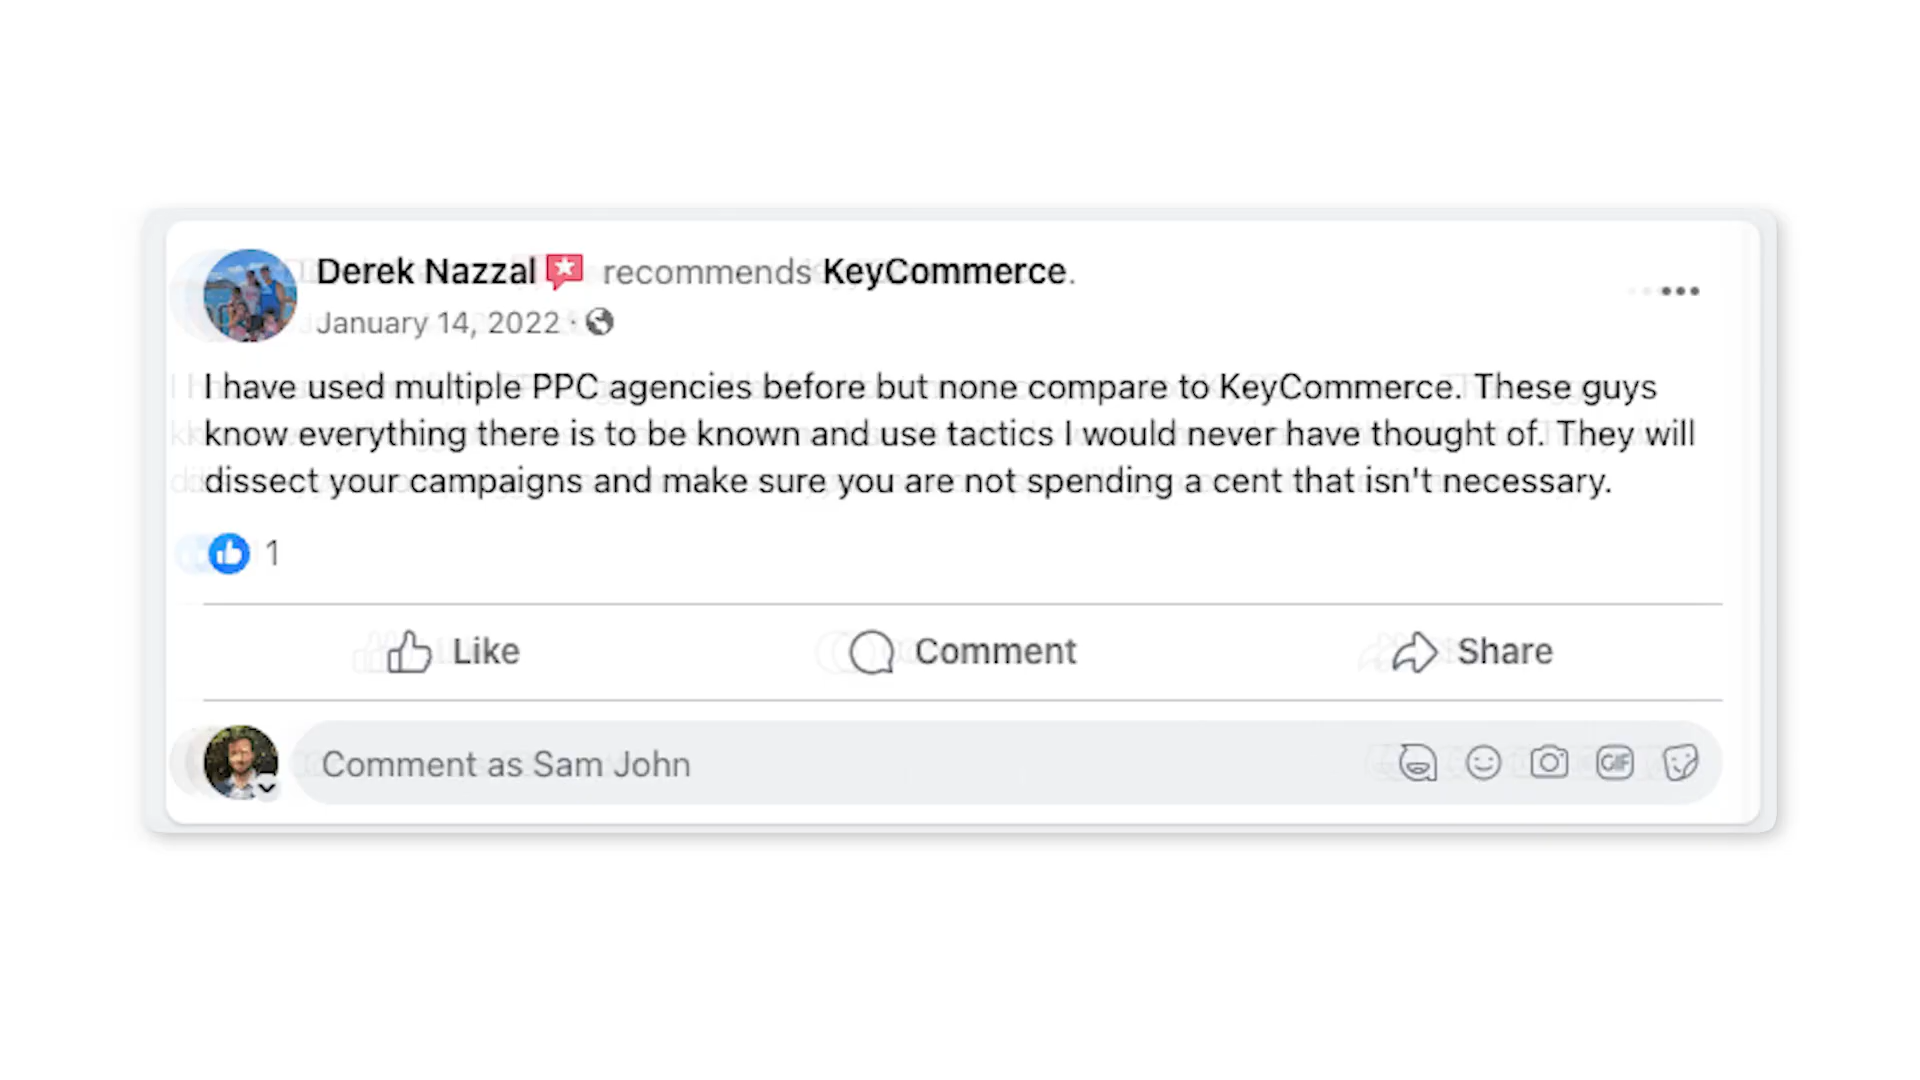 Derek Nazzal recommends KeyCommerce.
January 14, 2022 ·
I have used multiple PPC agencies before but none compare to KeyCommerce. These guys
know everything there is to be known and use tactics I would never have thought of. They will
dissect your campaigns and make sure you are not spending a cent that isn't necessary.
1
Like Comment Share
Comment as Sam John GIF